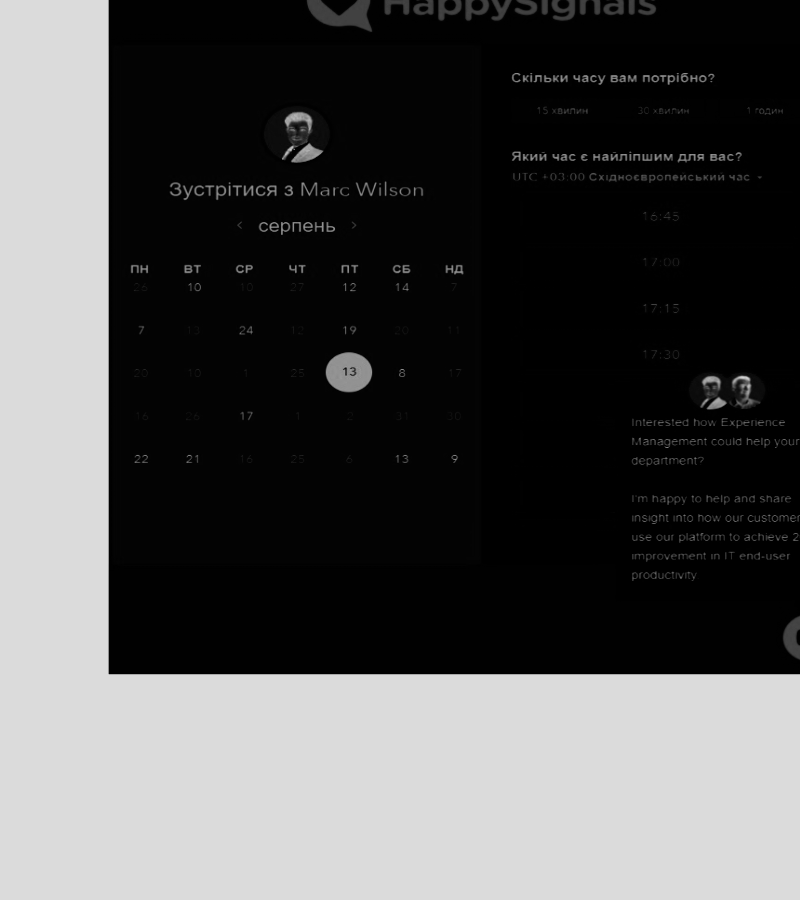 HappySignals
Зустрітися з Marc Wilson
‹ серпень ›
ПН ВТ СР ЧТ ПТ СБ НД
26 10 10 27 12 14 7
7 13 24 12 19 20 11
20 10 1 25 13 8 17
16 26 17 1 2 31 30
22 21 16 25 6 13 9
Скільки часу вам потрібно?
15 хвилин 30 хвилин 1 годин
Який час є найліпшим для вас?
UTC +03:00 Східноєвропейський час
16:45
17:00
17:15
17:30
Interested how Experience
Management could help your
department?
I'm happy to help and share
insight into how our customer
use our platform to achieve
improvement in IT end-user
productivity